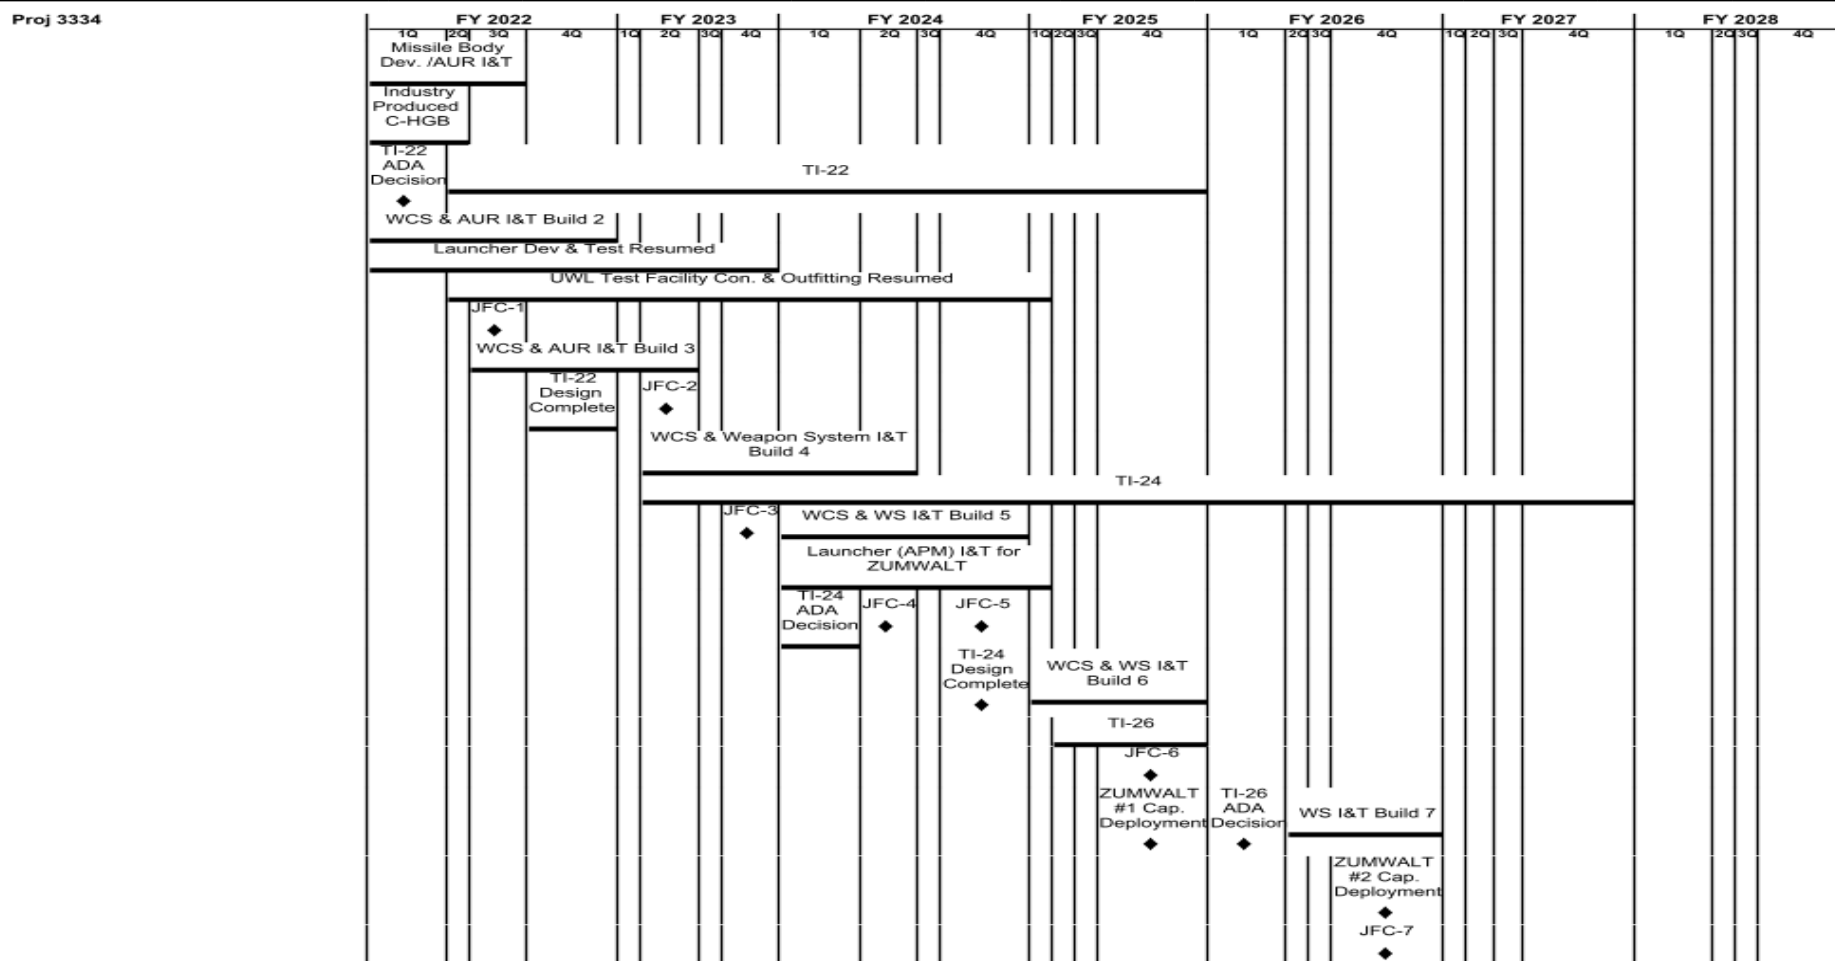 Proj 3334
FY 2022 FY 2023 FY 2024 FY 2025 FY 2026 FY 2027 FY 2028
1Q 2Q 3Q 4Q 1Q 2Q 3Q 4Q 1Q 2Q 3Q 4Q 1Q 2Q 3Q 4Q 1Q 2Q 3Q 4Q 1Q 2Q 3Q 4Q 1Q 2Q 3Q 4Q
Missile Body
Dev. /AUR I&T
Industry
Produced
C-HGB
TI-22
ADA
Decision
TI-22
WCS & AUR I&T Build 2
Launcher Dev & Test Resumed
UWL Test Facility Con. & Outfitting Resumed
JFC-1
WCS & AUR I&T Build 3
TI-22
Design
Complete
JFC-2
WCS & Weapon System I&T
Build 4
TI-24
JFC-3
WCS & WS I&T Build 5
Launcher (APM) I&T for
ZUMWALT
TI-24
ADA
Decision
JFC-4
JFC-5
TI-24
Design
Complete
WCS & WS I&T
Build 6
TI-26
JFC-6
ZUMWALT
#1 Cap.
Deployment
TI-26
ADA
Decision
WS I&T Build 7
ZUMWALT
#2 Cap.
Deployment
JFC-7